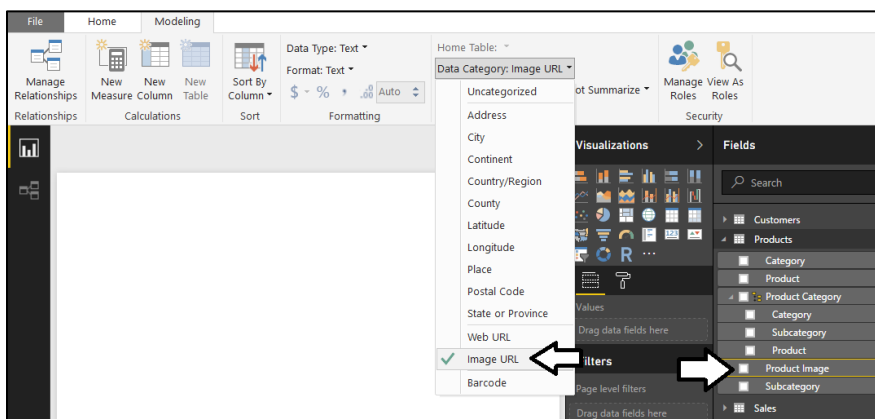 File Home Modeling
Manage
Relationships
New
Measure
New
Column
New
Table
Sort By
Column
Data Type: Text
Format: Text
$ % , .00 Auto
Home Table:
Data Category: Image URL
ot Summarize
Manage
Roles
View As
Roles
Relationships Calculations Sort Formatting Security
Uncategorized
Address
City
Continent
Country/Region
County
Latitude
Longitude
Place
Postal Code
State or Province
Web URL
Image URL
Barcode
Visualizations
R
123
Values
Drag data fields here
Filters
Page level filters
Drag data fields here
Fields
Search
Customers
Products
Category
Product
Product Category
Category
Subcategory
Product
Product Image
Subcategory
Sales